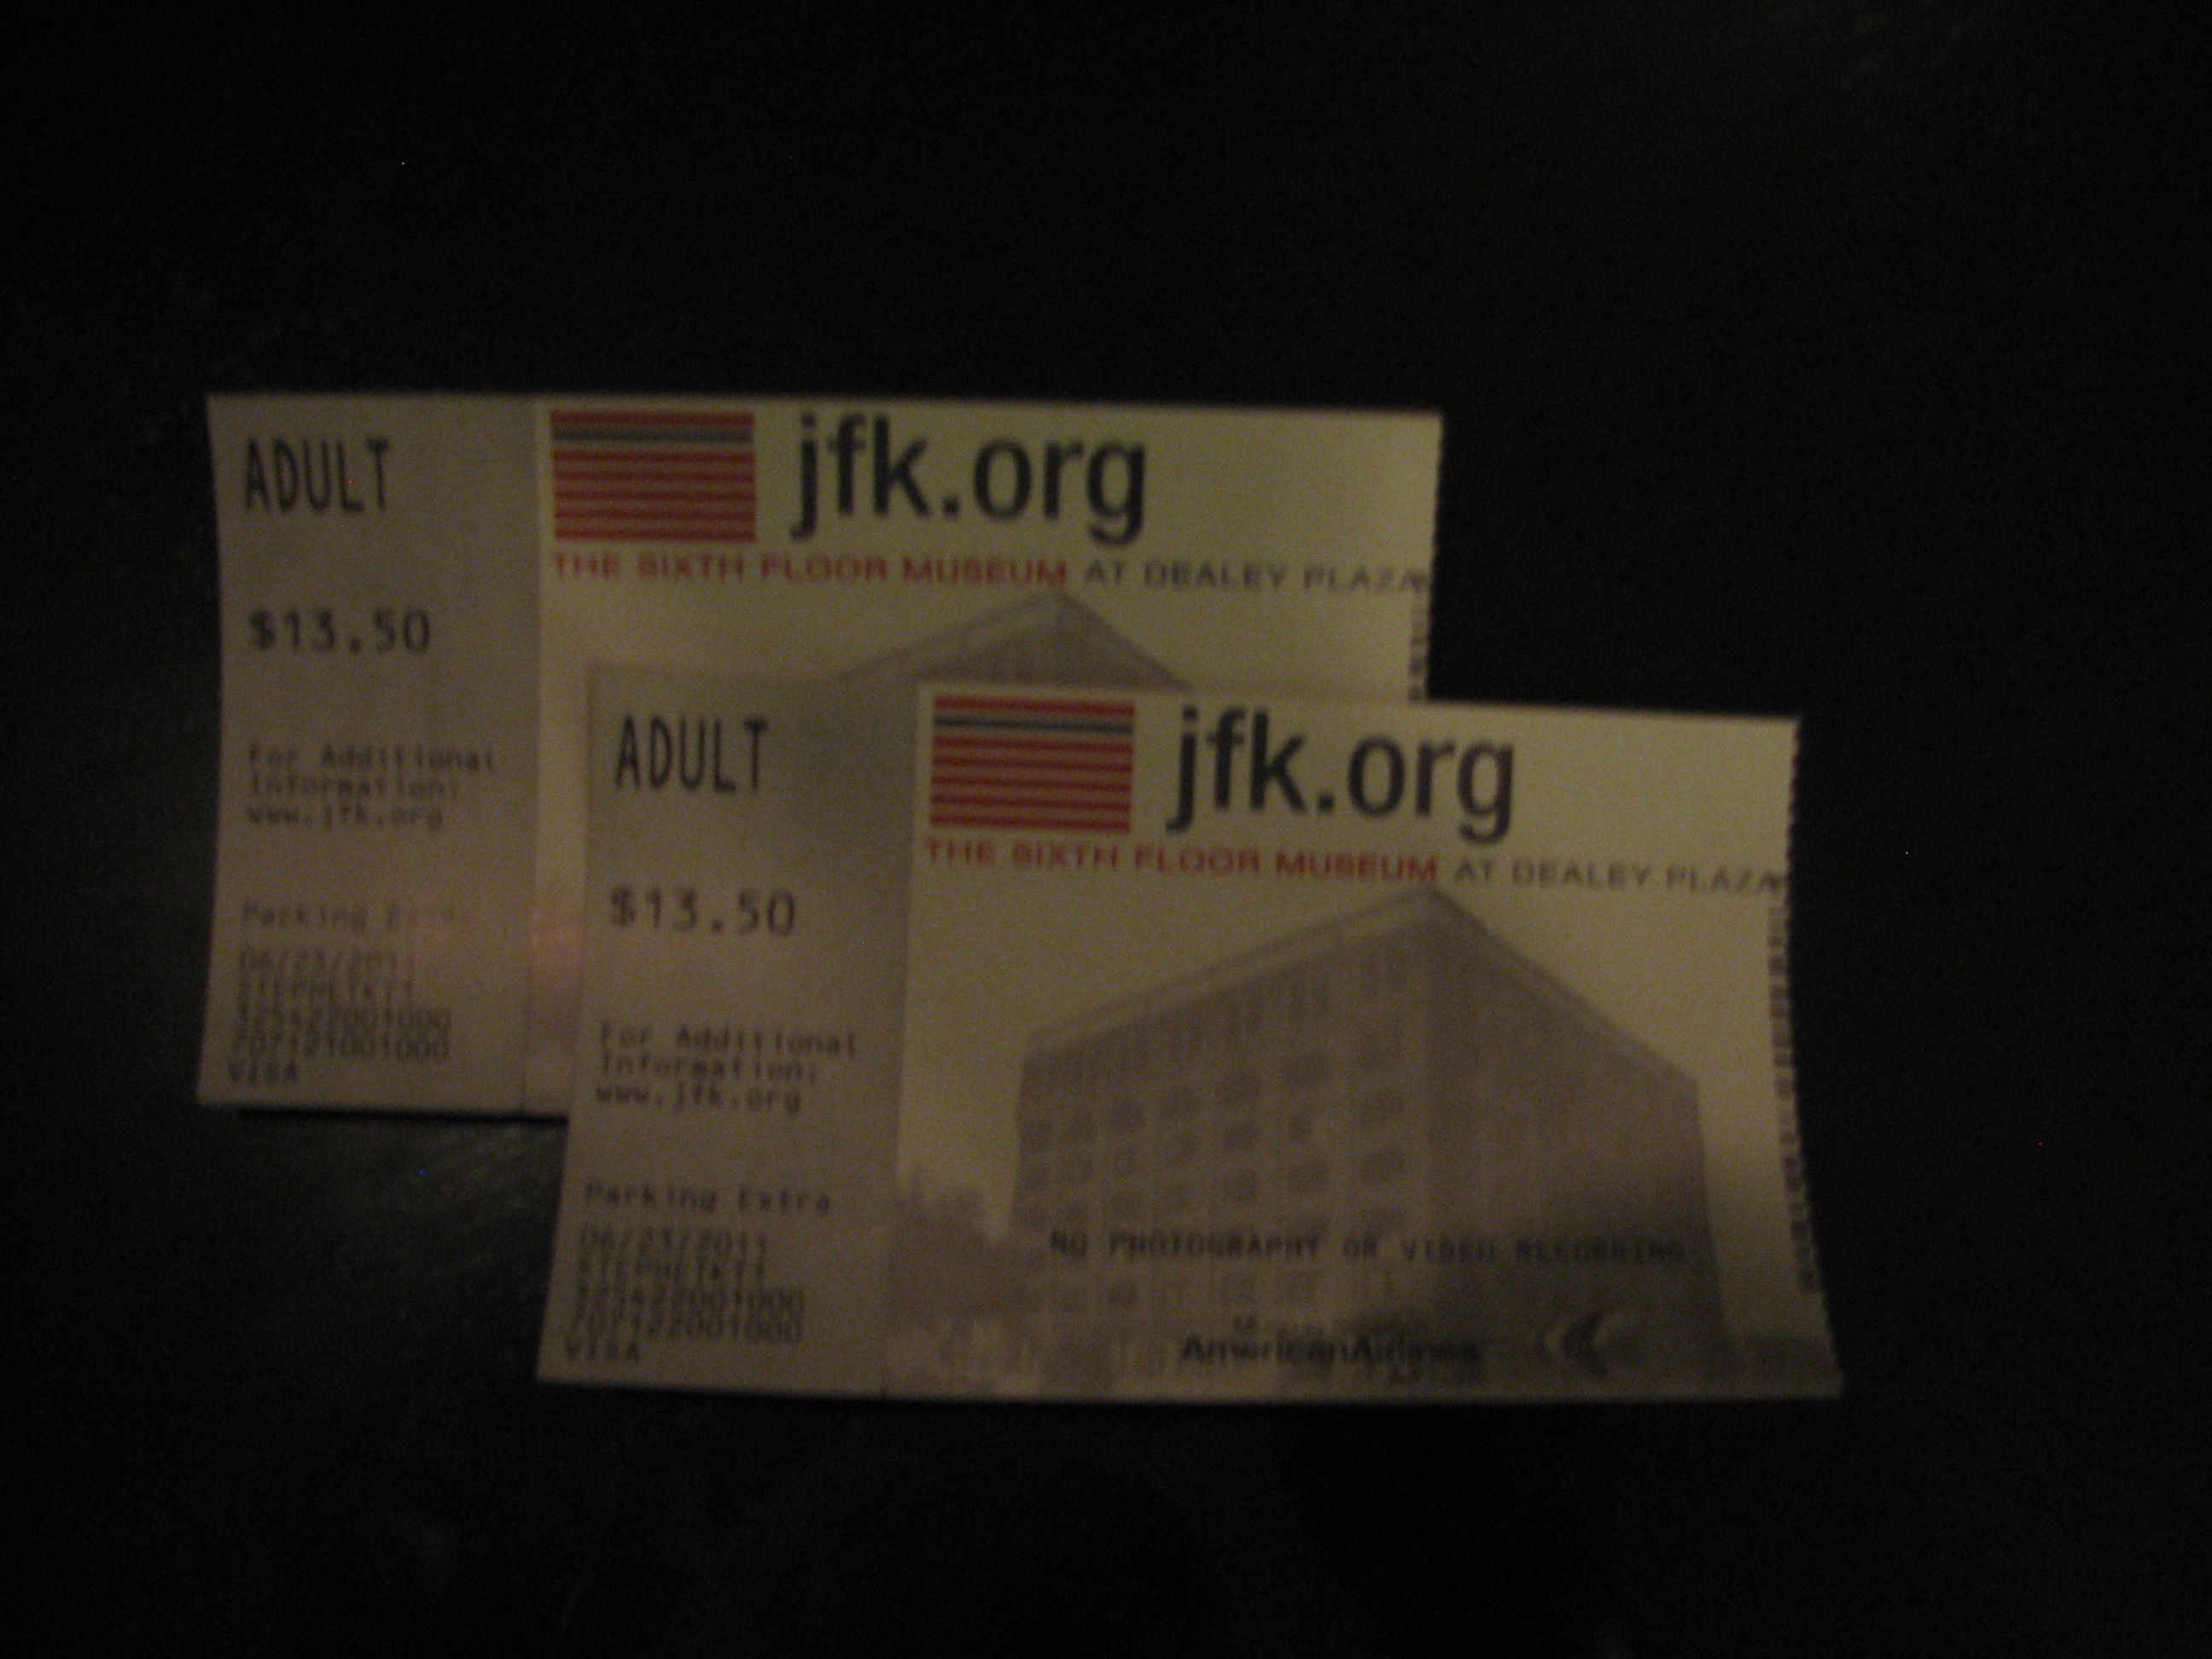 ADULT
$13.50
For Additional
Information:
www.jfk.org
Parking
06/23/2011
707121001000
VISA
jfk.org
THE SIXTH FLOOR MUSEUM AT DEALEY PLAZA
ADULT
$13.50
For Additional
Information:
www.jfk.org
Parking Extra
06/23/2011
707122001000
VISA
jfk.org
THE SIXTH FLOOR MUSEUM AT DEALEY PLAZA
NO PHOTOGRAPHY OR VIDEO RECORDING
AmericanAirlines